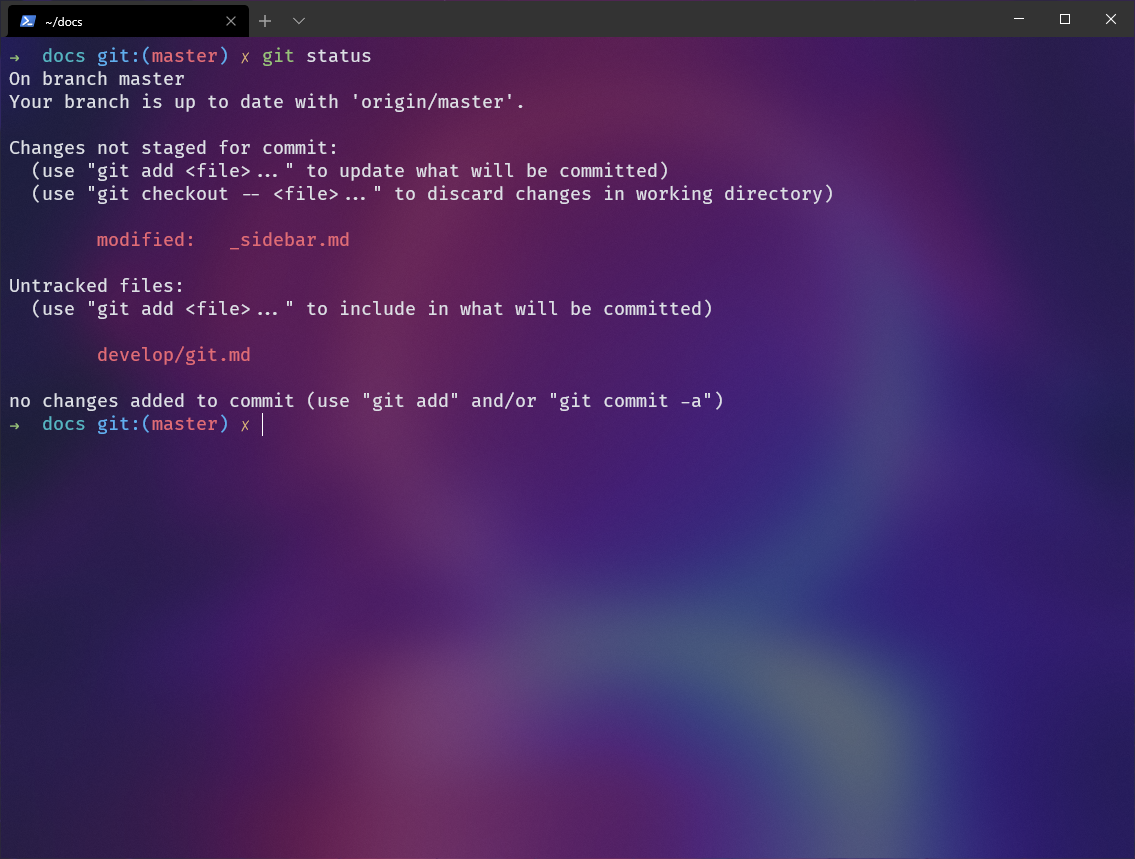 ~/docs
→ docs git:(master) ✗ git status
On branch master
Your branch is up to date with 'origin/master'.
Changes not staged for commit:
(use "git add <file>..." to update what will be committed)
(use "git checkout -- <file>..." to discard changes in working directory)
modified: _sidebar.md
Untracked files:
(use "git add <file>..." to include in what will be committed)
develop/git.md
no changes added to commit (use "git add" and/or "git commit -a")
→ docs git:(master) ✗